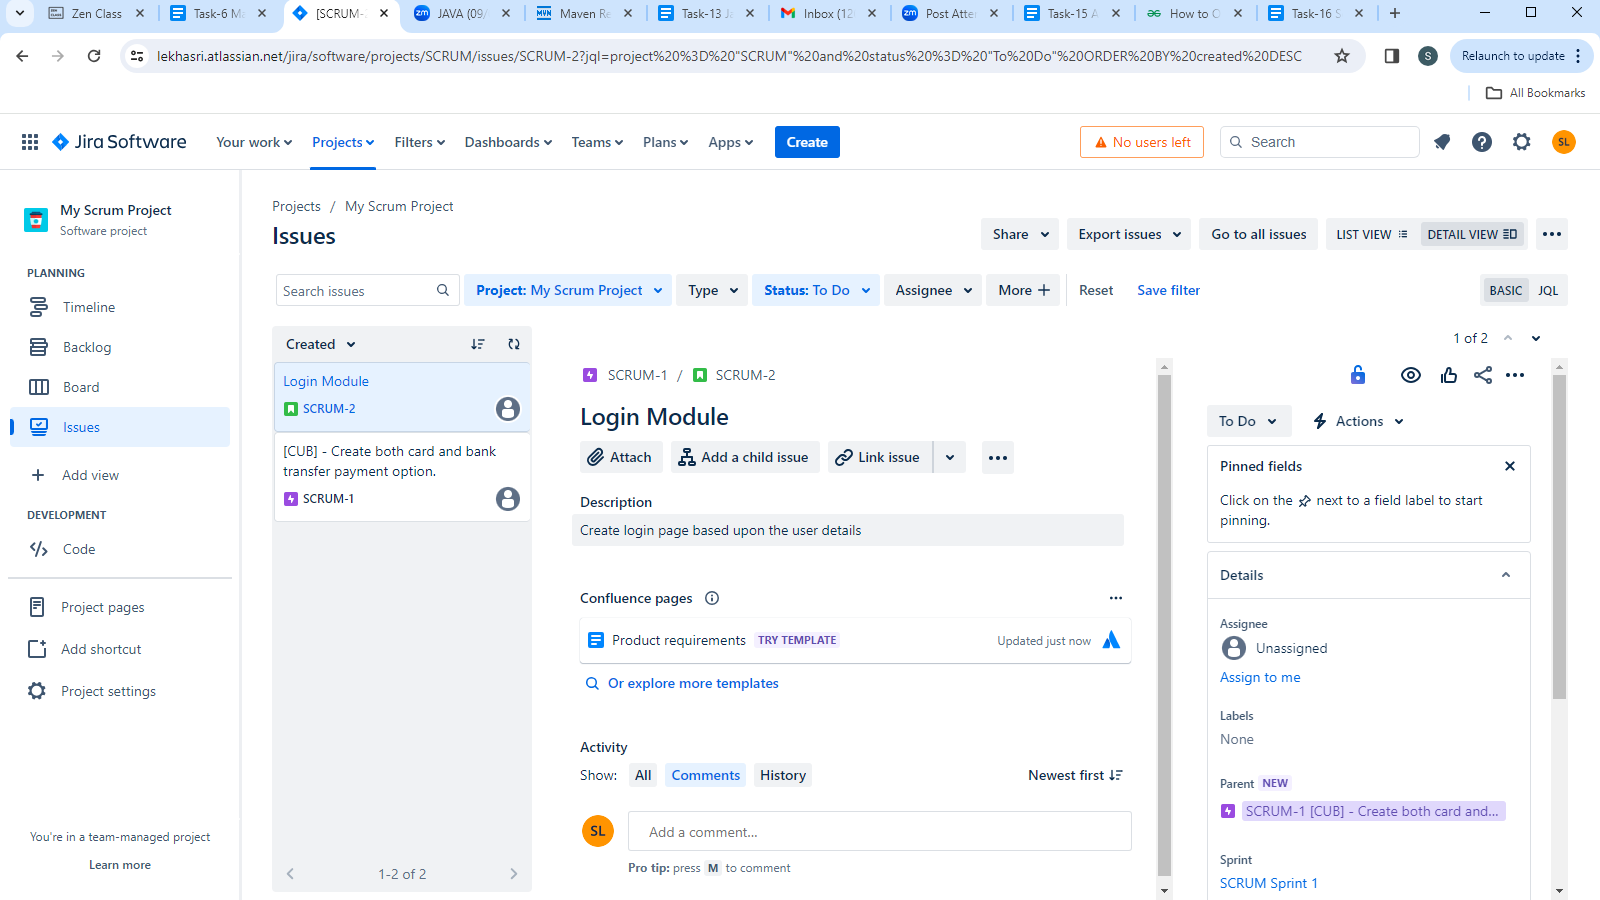 Zen Class
Task-6 Ma
[SCRUM-2
JAVA (09/
Maven Re
Task-13 Ja
Inbox (12
Post Atten
Task-15 A
How to O
Task-16 S
lekhasri.atlassian.net/jira/software/projects/SCRUM/issues/SCRUM-2?jql=project%20%3D%20"SCRUM"%20and%20status%20%3D%20"To%20Do"%20ORDER%20BY%20created%20DESC
S
Relaunch to update
All Bookmarks
Jira Software
Your work
Projects
Filters
Dashboards
Teams
Plans
Apps
Create
No users left
Search
SL
My Scrum Project
Software project
PLANNING
Timeline
Backlog
Board
Issues
Add view
DEVELOPMENT
Code
Project pages
Add shortcut
Project settings
You're in a team-managed project
Learn more
Projects / My Scrum Project
Issues
Share
Export issues
Go to all issues
LIST VIEW
DETAIL VIEW
Search issues
Project: My Scrum Project
Type
Status: To Do
Assignee
More
Reset
Save filter
BASIC
JQL
Created
Login Module
SCRUM-2
[CUB] - Create both card and bank
transfer payment option.
SCRUM-1
1-2 of 2
1 of 2
SCRUM-1 / SCRUM-2
Login Module
Attach
Add a child issue
Link issue
Description
Create login page based upon the user details
Confluence pages
Product requirements TRY TEMPLATE
Updated just now
Or explore more templates
Activity
Show: All Comments History
Newest first
SL
Add a comment...
Pro tip: press M to comment
To Do
Actions
Pinned fields
Click on the next to a field label to start
pinning.
Details
Assignee
Unassigned
Assign to me
Labels
None
Parent NEW
SCRUM-1 [CUB] - Create both card and...
Sprint
SCRUM Sprint 1